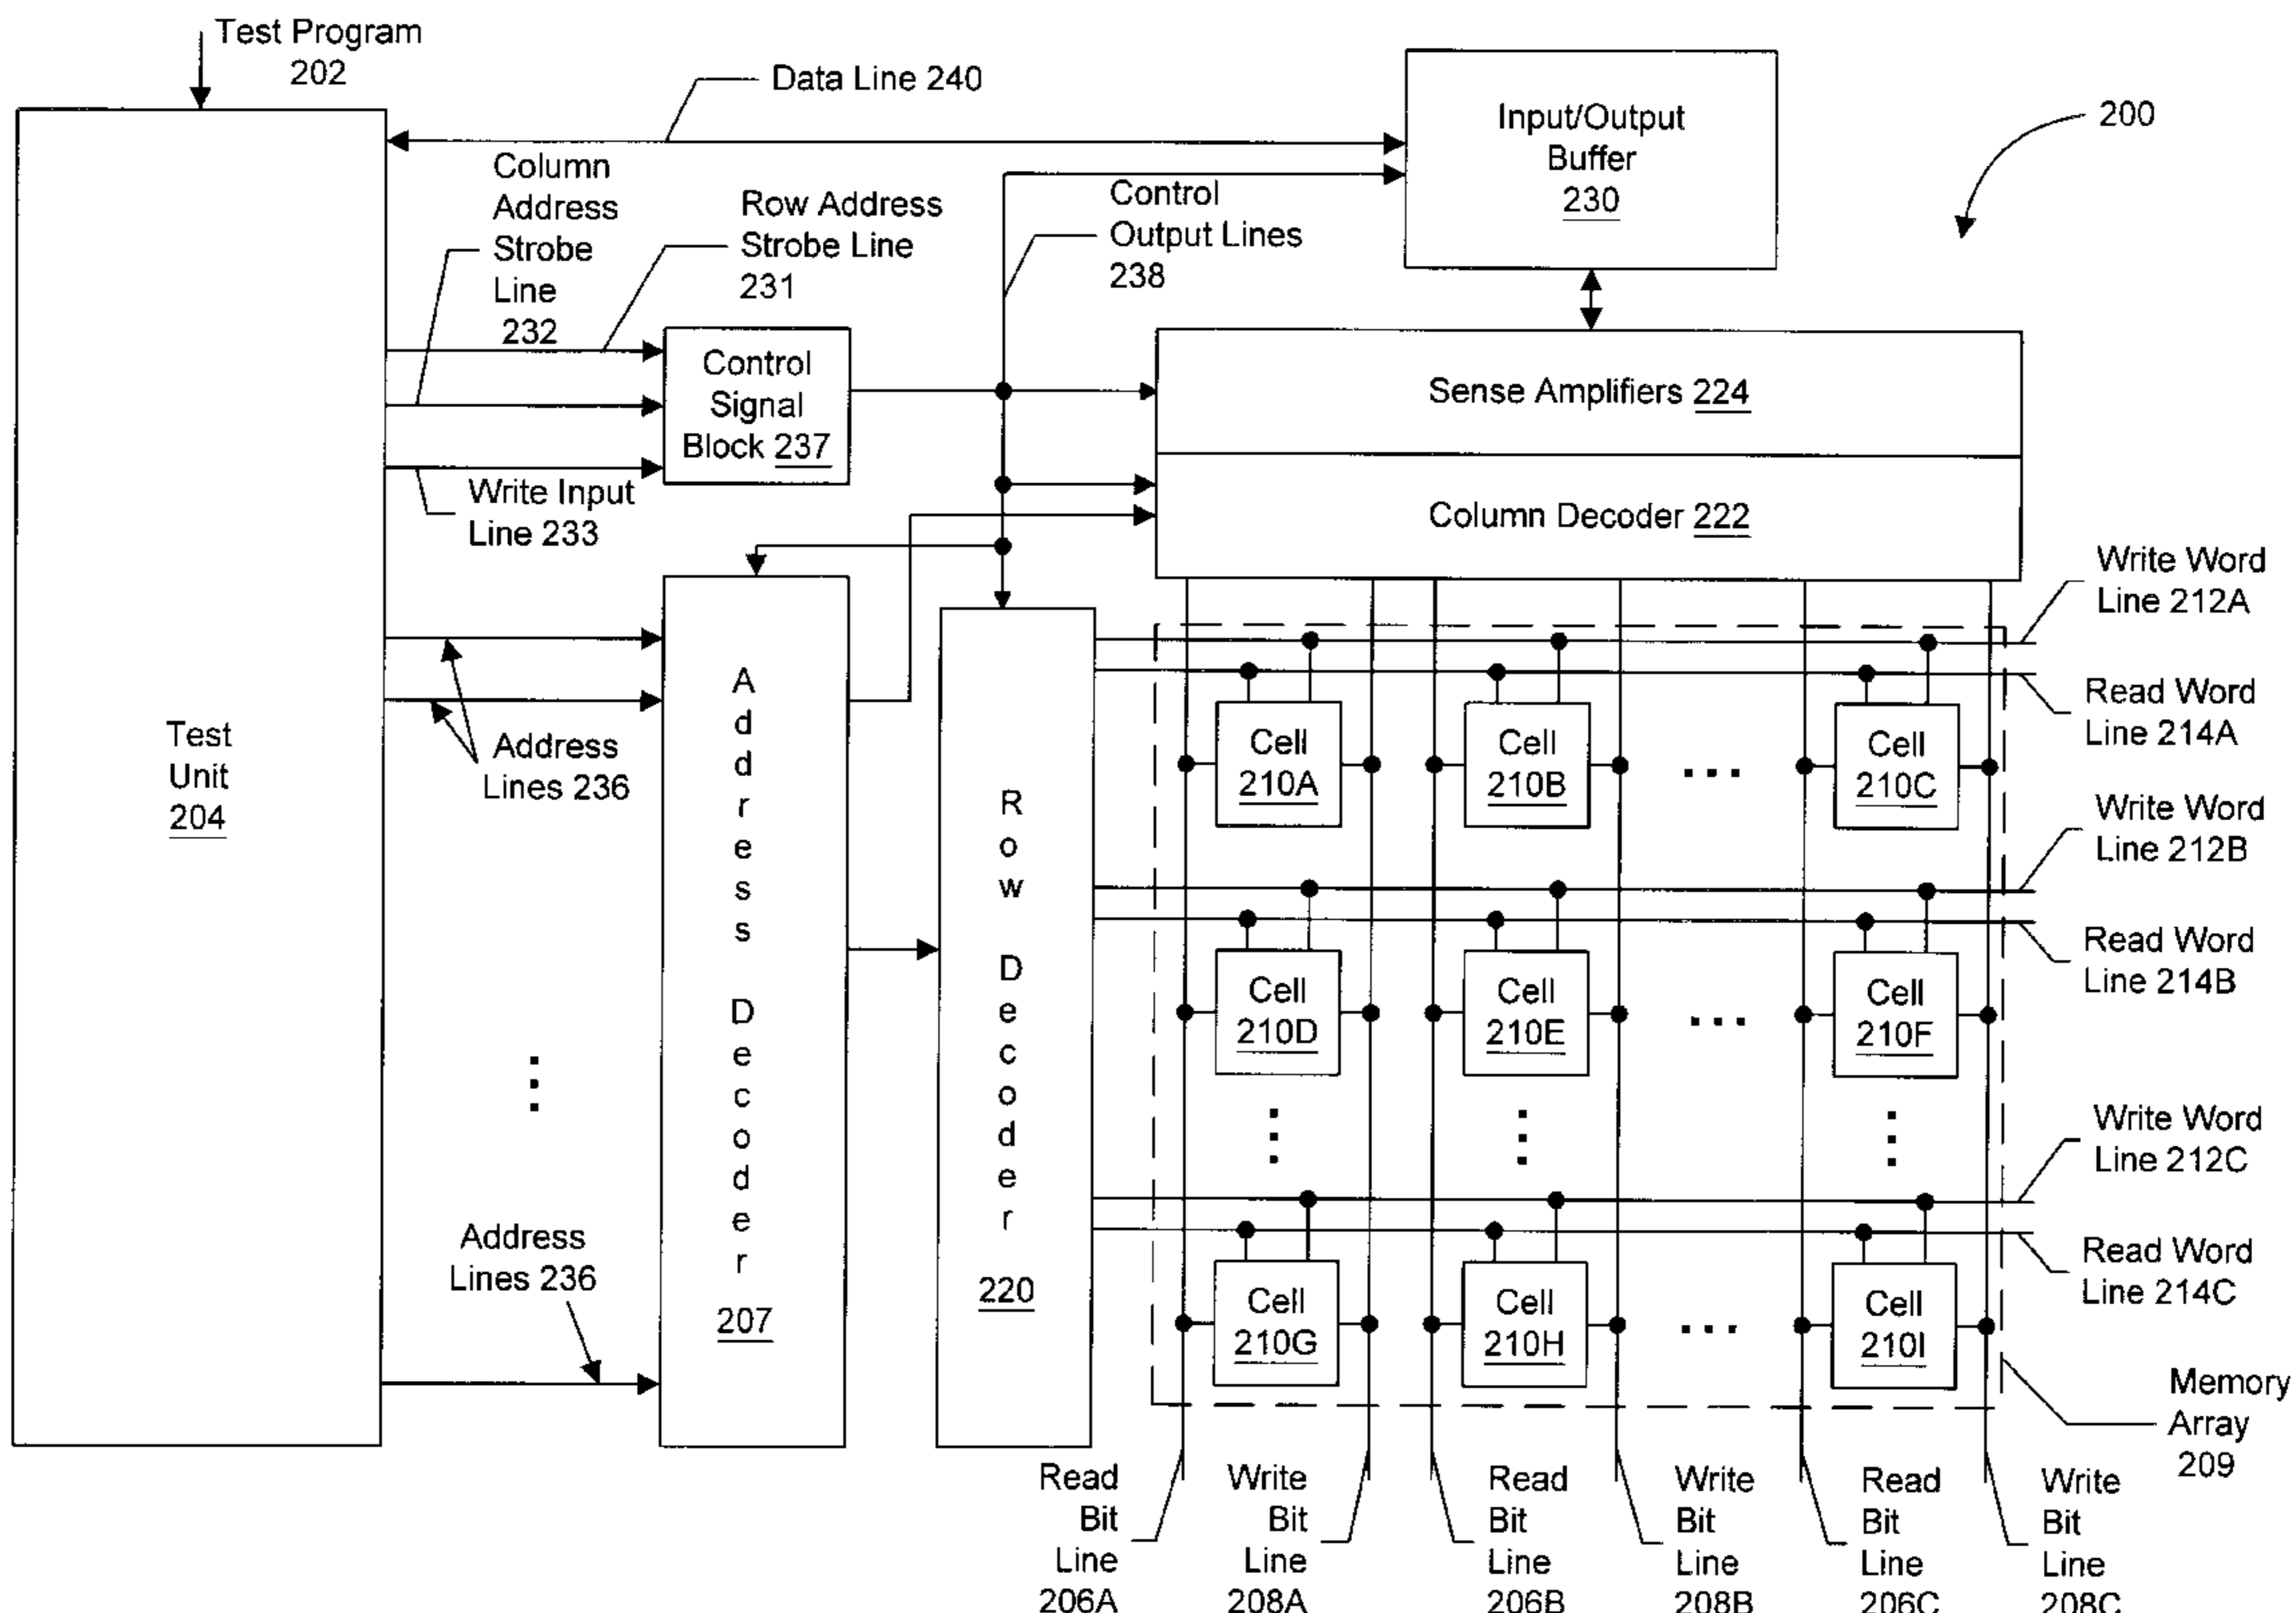 Test Program
202
Data Line 240
Input/Output
Buffer
230
200
Column
Address
Strobe
Line
232
Row Address
Strobe Line
231
Control
Output Lines
238
Control
Signal
Block 237
Sense Amplifiers 224
Write Input
Line 233
Column Decoder 222
Write Word
Line 212A
Read Word
Line 214A
Test
Unit
204
Address
Lines 236
Address Decoder
207
Row Decoder
220
Cell
210A
Cell
210B
...
Cell
210C
Write Word
Line 212B
Read Word
Line 214B
Cell
210D
Cell
210E
...
Cell
210F
Write Word
Line 212C
Read Word
Line 214C
Address
Lines 236
Cell
210G
Cell
210H
...
Cell
210I
Memory
Array
209
Read
Bit
Line
206A
Write
Bit
Line
208A
Read
Bit
Line
206B
Write
Bit
Line
208B
Read
Bit
Line
206C
Write
Bit
Line
208C